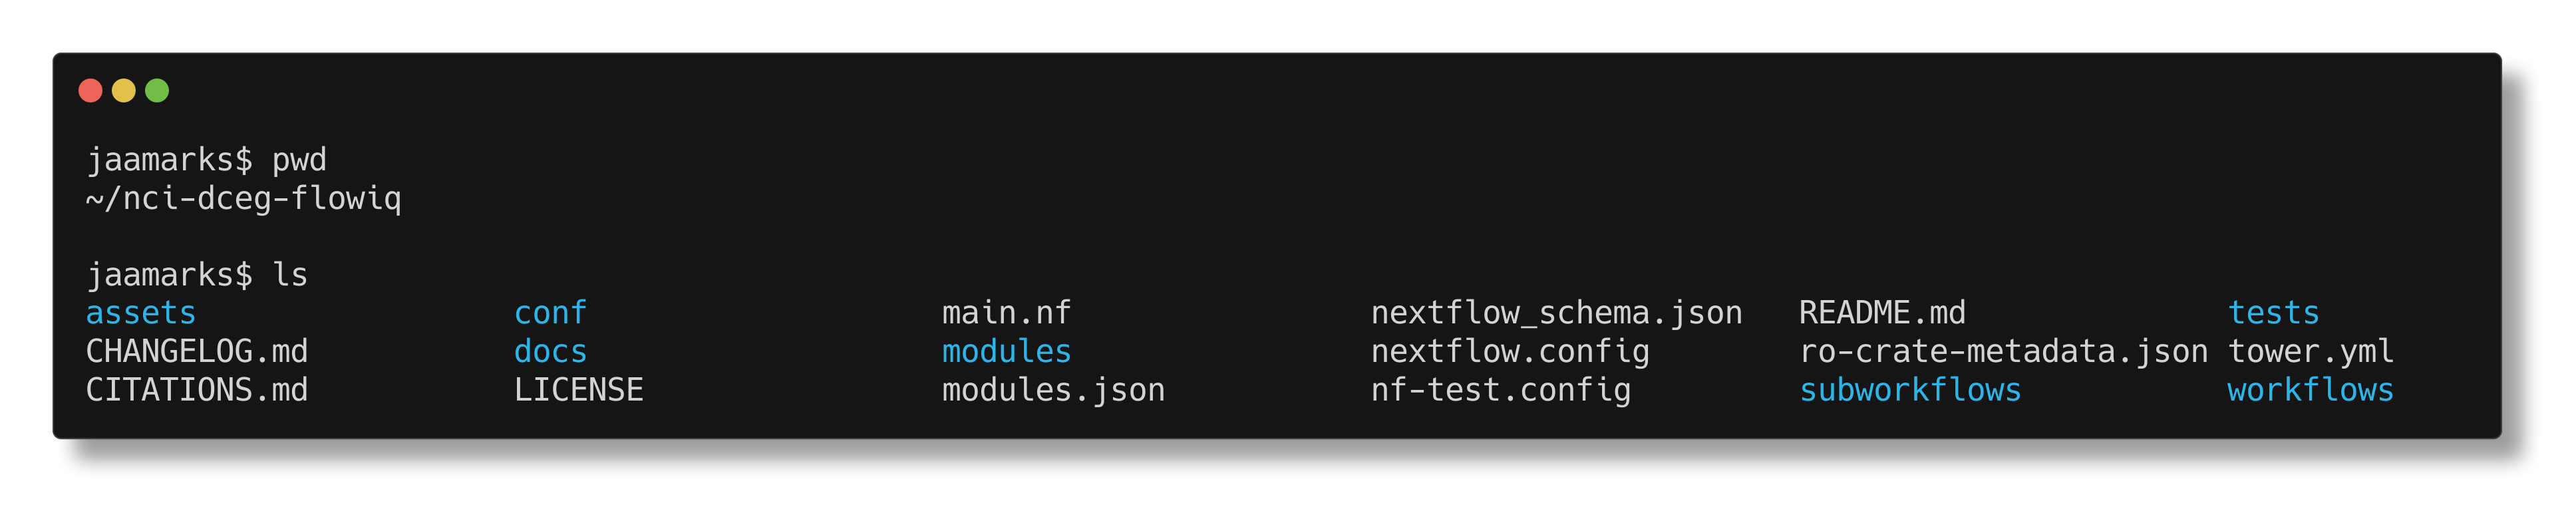 jaamarks$ pwd
~/nci-dceg-flowiq
jaamarks$ ls
assets conf main.nf nextflow_schema.json README.md tests
CHANGELOG.md docs modules nextflow.config ro-crate-metadata.json tower.yml
CITATIONS.md LICENSE modules.json nf-test.config subworkflows workflows